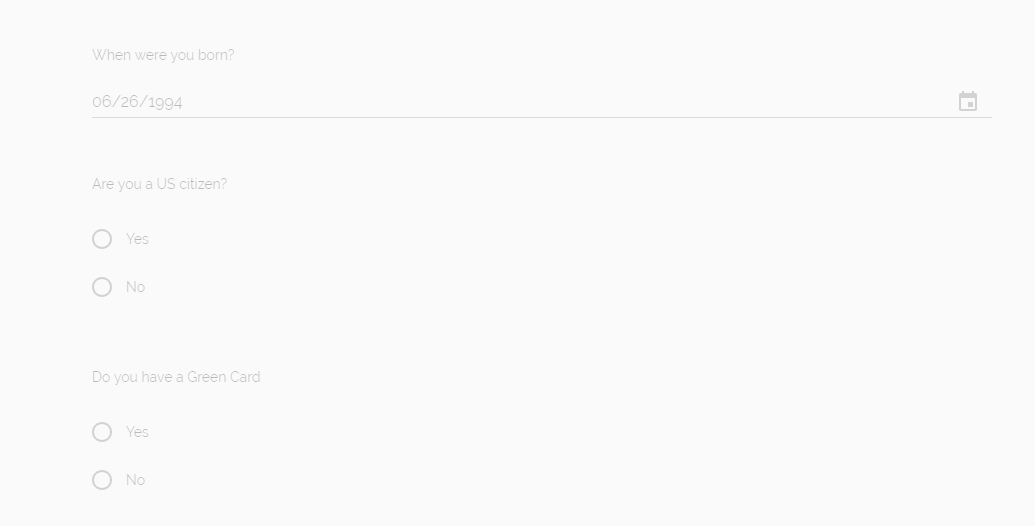 When were you born?
06/26/1994
Are you a US citizen?
Yes
No
Do you have a Green Card
Yes
No